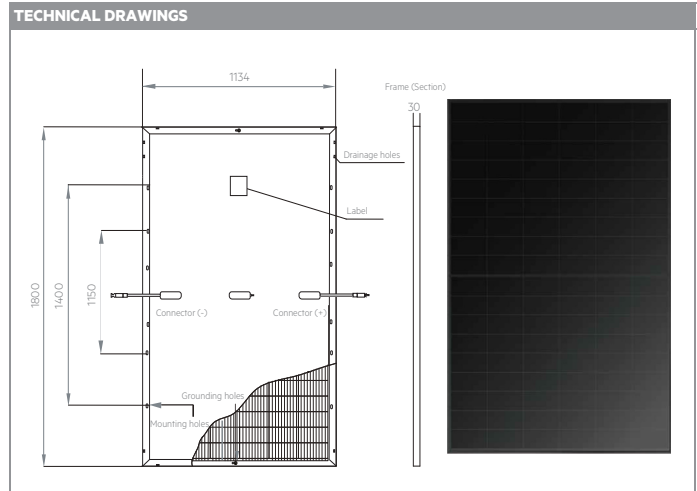 TECHNICAL DRAWINGS
1134
Frame (Section)
30
Drainage holes
Label
1800
1400
1150
Connector (-)
Connector (+)
Grounding holes
Mounting holes